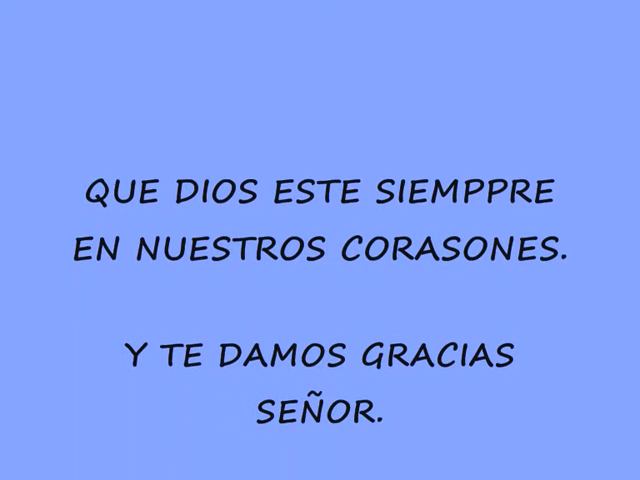 QUE DIOS ESTE SIEMPPRE
EN NUESTROS CORASONES.
Y TE DAMOS GRACIAS
SEÑOR.